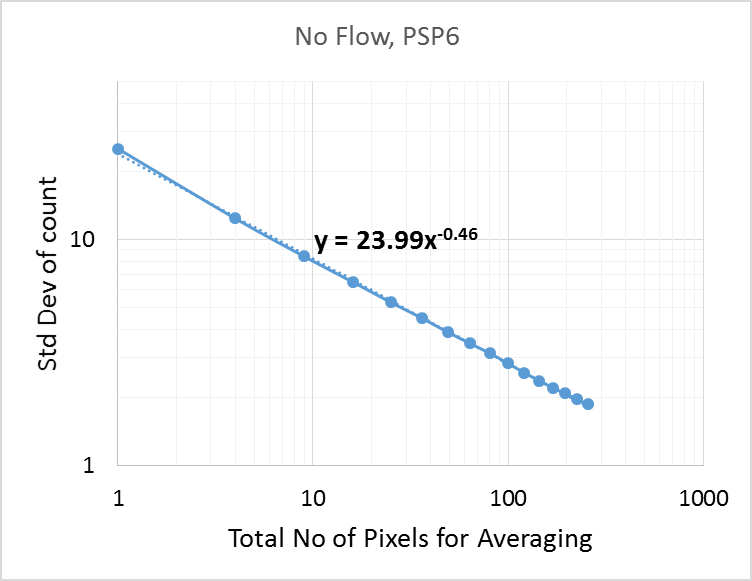 No Flow, PSP6
Std Dev of count
10
1
y = 23.99x^-0.46
1 10 100 1000
Total No of Pixels for Averaging